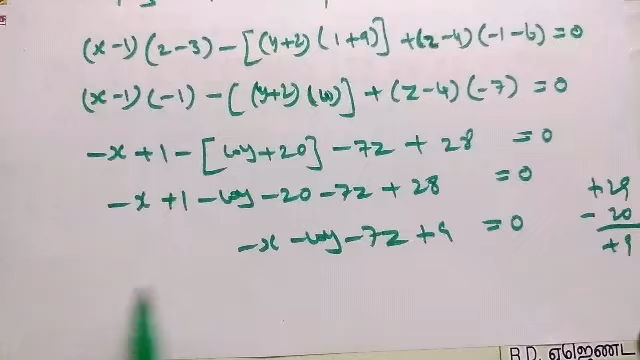 (x-1)(2-3) - [(y+2)(1+9)] + (z-4)(-1-6) = 0
(x-1)(-1) - [(y+2)(10)] + (z-4)(-7) = 0
-x + 1 - [10y+20] - 7z + 28 = 0
-x + 1 - 10y - 20 - 7z + 28 = 0
-x - 10y - 7z + 9 = 0
+29
- 20
+9
B.D. ஏஜெண்ட